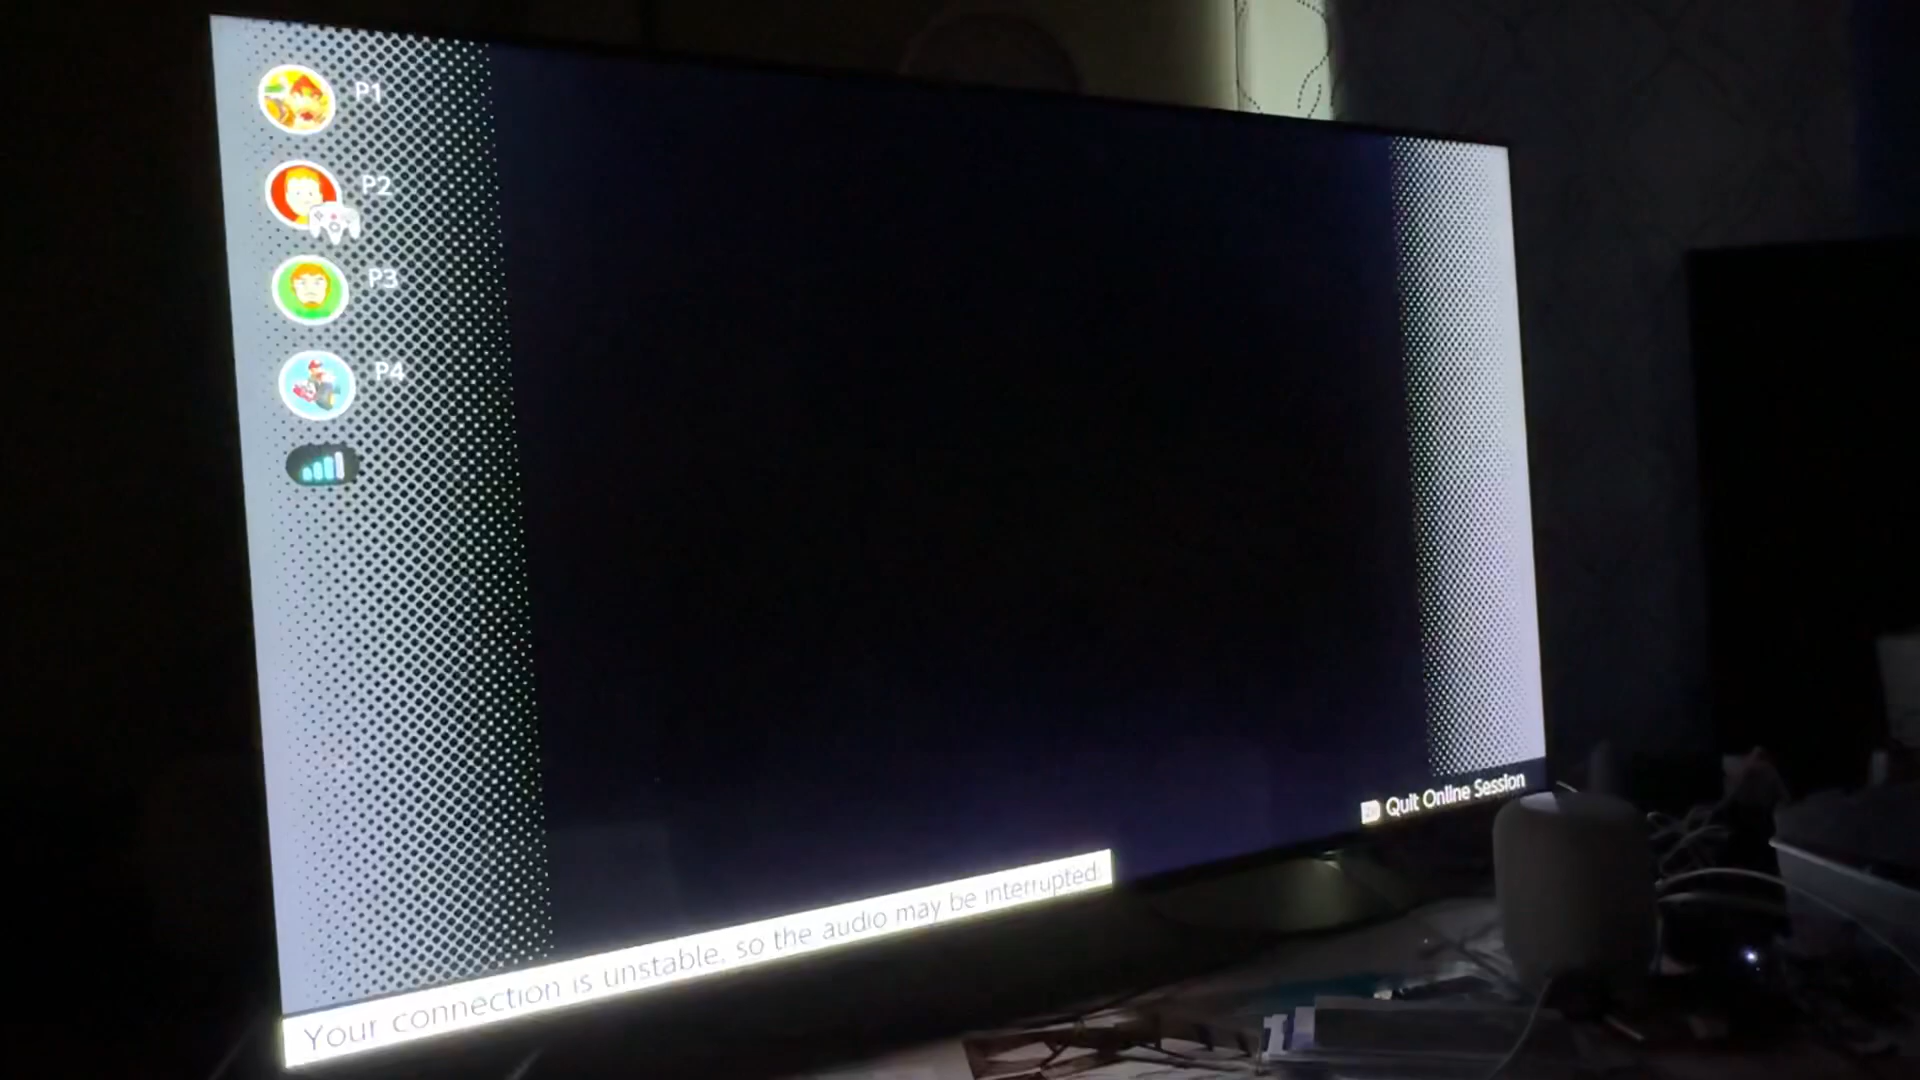 P1
P2
P3
P4
Quit Online Session
Your connection is unstable, so the audio may be interrupted.